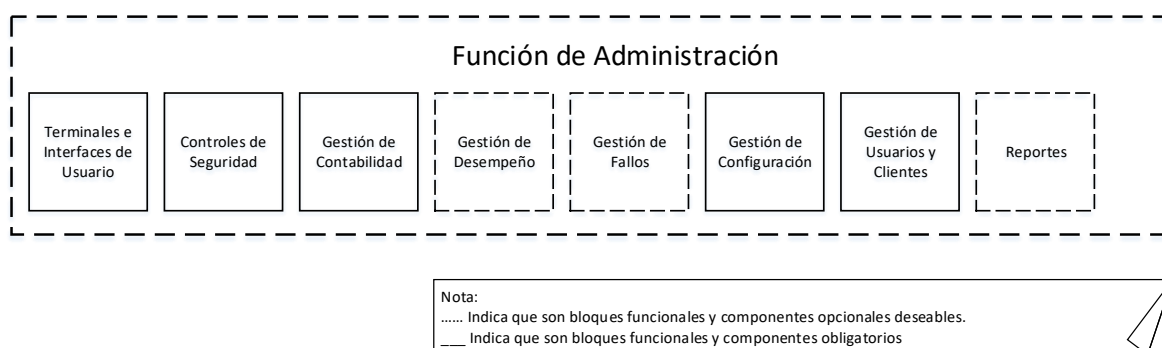 Función de Administración
Terminales e
Interfaces de
Usuario
Controles de
Seguridad
Gestión de
Contabilidad
Gestión de
Desempeño
Gestión de
Fallos
Gestión de
Configuración
Gestión de
Usuarios y
Clientes
Reportes
Nota:
...... Indica que son bloques funcionales y componentes opcionales deseables.
___ Indica que son bloques funcionales y componentes obligatorios